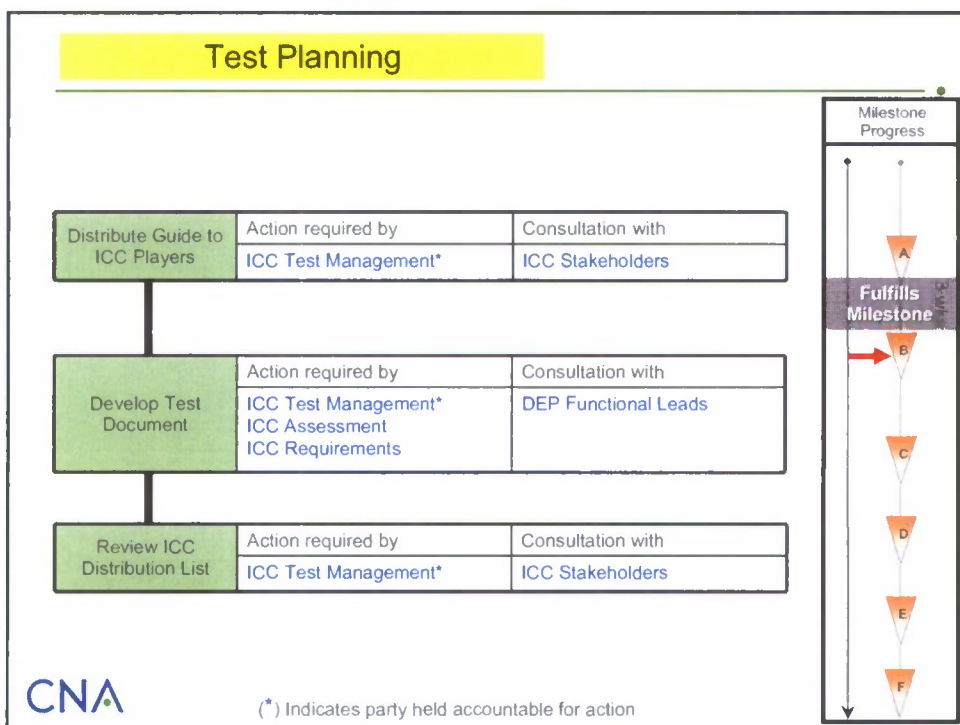 Test Planning
Distribute Guide to
ICC Players
Action required by
Consultation with
ICC Test Management*
ICC Stakeholders
Develop Test
Document
Action required by
Consultation with
ICC Test Management*
ICC Assessment
ICC Requirements
DEP Functional Leads
Review ICC
Distribution List
Action required by
Consultation with
ICC Test Management*
ICC Stakeholders
Milestone
Progress
A
Fulfills
Milestone
B
C
D
E
F
CNA
(*) Indicates party held accountable for action